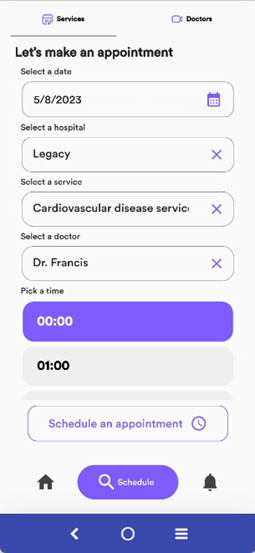 Services
Doctors
Let's make an appointment
Select a date
5/8/2023
Select a hospital
Legacy
Select a service
Cardiovascular disease servic
Select a doctor
Dr. Francis
Pick a time
00:00
01:00
Schedule an appointment
Schedule